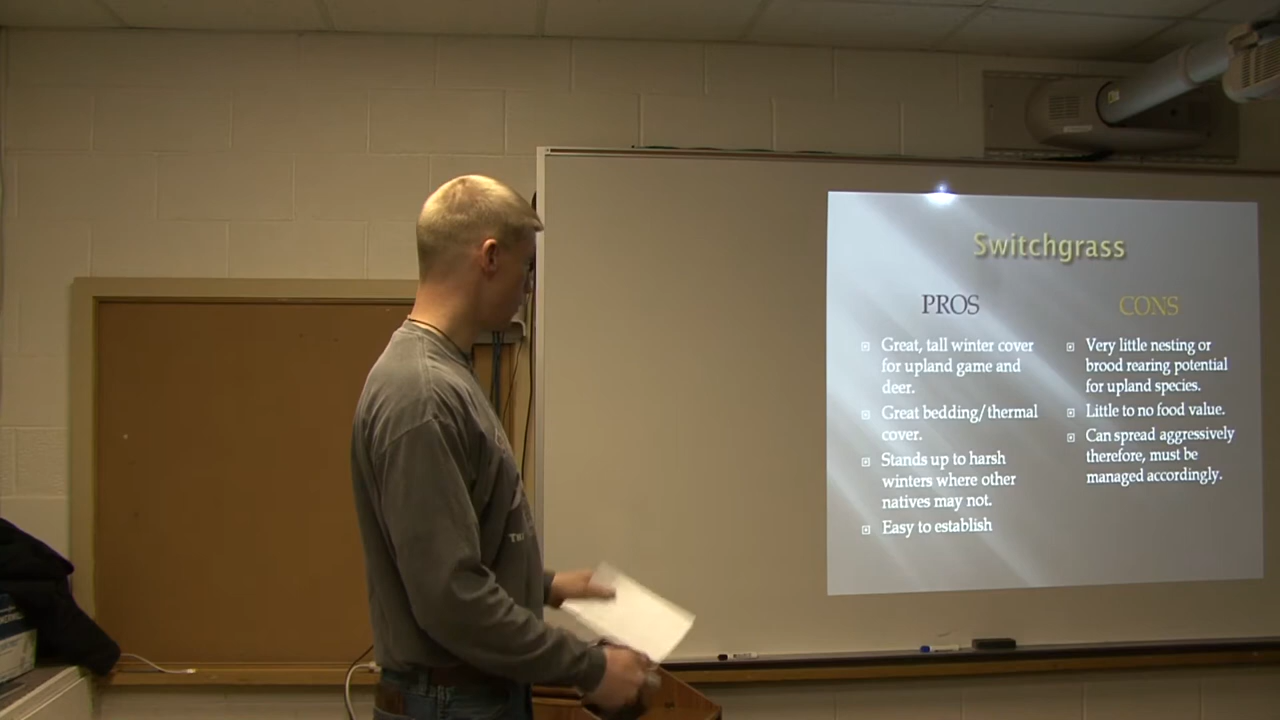 Switchgrass
PROS
Great, tall winter cover
for upland game and
deer.
Great bedding/thermal
cover.
Stands up to harsh
winters where other
natives may not.
Easy to establish
CONS
Very little nesting or
brood rearing potential
for upland species.
Little to no food value.
Can spread aggressively
therefore, must be
managed accordingly.